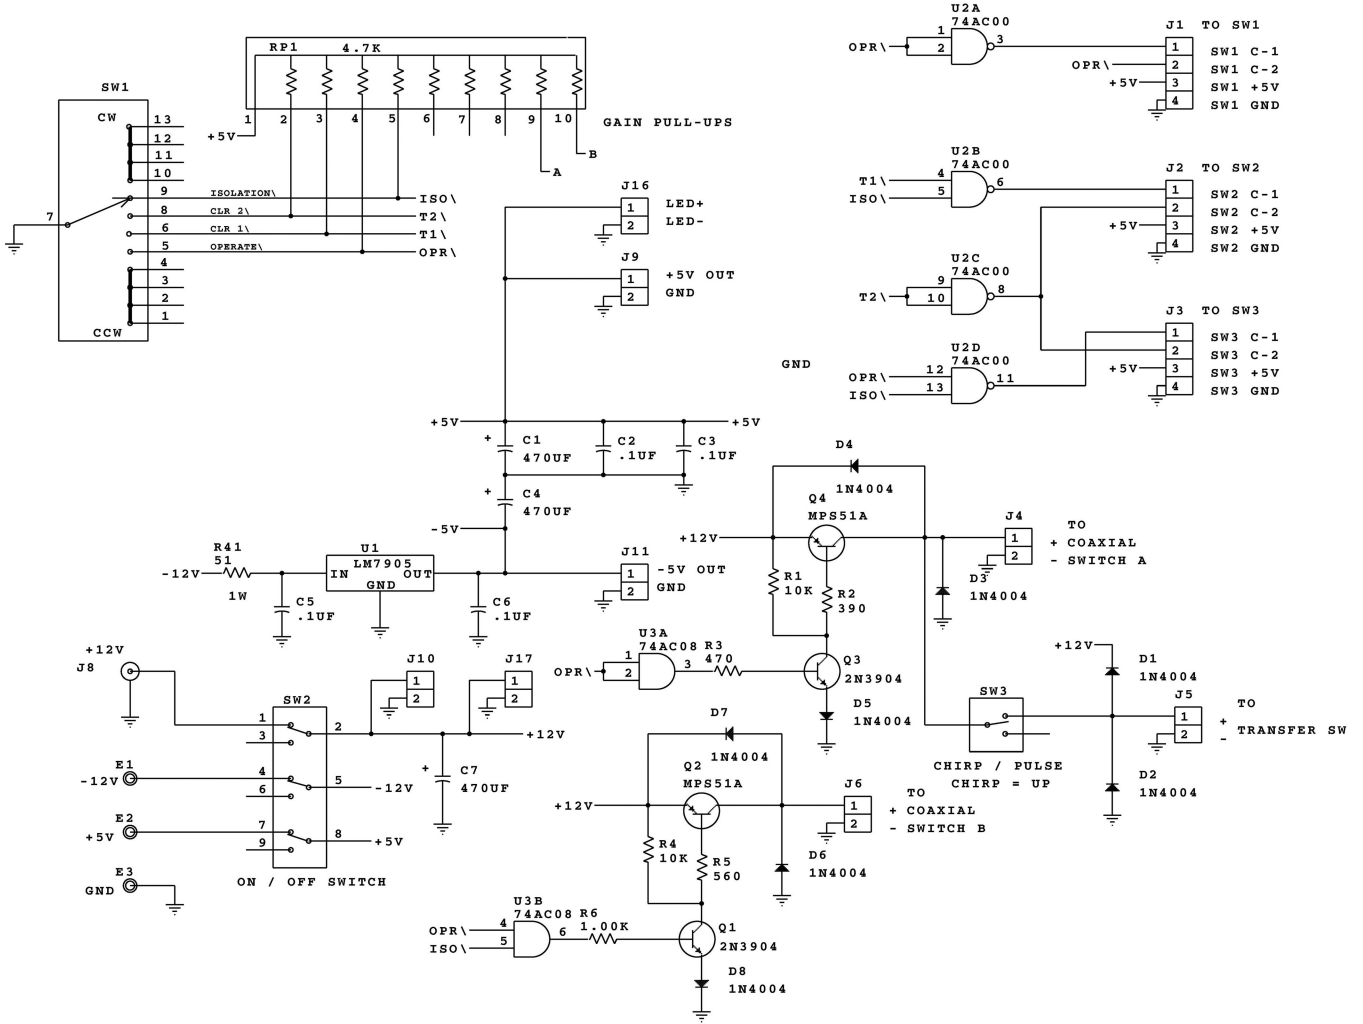 RP1 4.7K
1 2 3 4 5 6 7 8 9 10
+5V
GAIN PULL-UPS
B
A
SW1
CW
13
12
11
10
9 ISOLATION\ ISO\
8 CLR 2\ T2\
7
6 CLR 1\ T1\
5 OPERATE\ OPR\
4
3
2
1
CCW
J16
1 LED+
2 LED-
J9
1 +5V OUT
2 GND
U2A
74AC00
OPR\ 1 2 3
J1 TO SW1
1 SW1 C-1
OPR\ 2 SW1 C-2
+5V 3 SW1 +5V
4 SW1 GND
U2B
74AC00
T1\ 4 6
ISO\ 5
J2 TO SW2
1 SW2 C-1
2 SW2 C-2
+5V 3 SW2 +5V
4 SW2 GND
U2C
74AC00
T2\ 9 10 8
J3 TO SW3
1 SW3 C-1
2 SW3 C-2
+5V 3 SW3 +5V
4 SW3 GND
U2D
74AC00
GND
OPR\ 12 11
ISO\ 13
+5V +5V
+ C1
470UF
C2
.1UF
C3
.1UF
+ C4
470UF
-5V
R41
51
-12V
1W
U1
LM7905
IN OUT
GND
C5
.1UF
C6
.1UF
J11
1 -5V OUT
2 GND
D4
1N4004
Q4
MPS51A
+12V
R1
10K
R2
390
J4 TO
1 + COAXIAL
2 - SWITCH A
D3
1N4004
U3A
74AC08
OPR\ 1 2 3
R3
470
Q3
2N3904
D5
1N4004
+12V
J8
J10
1
2
J17
1
2
SW2
1 2 +12V
3
E1
-12V 4 5 -12V
6
E2
+5V 7 8 +5V
9
E3
GND
ON / OFF SWITCH
+ C7
470UF
D7
1N4004
Q2
MPS51A
+12V
R4
10K
R5
560
J6 TO
1 + COAXIAL
2 - SWITCH B
D6
1N4004
SW3
CHIRP / PULSE
CHIRP = UP
+12V
D1
1N4004
J5 TO
1 +
TRANSFER SW
2 -
D2
1N4004
U3B
74AC08
OPR\ 4 6
ISO\ 5
R6
1.00K
Q1
2N3904
D8
1N4004